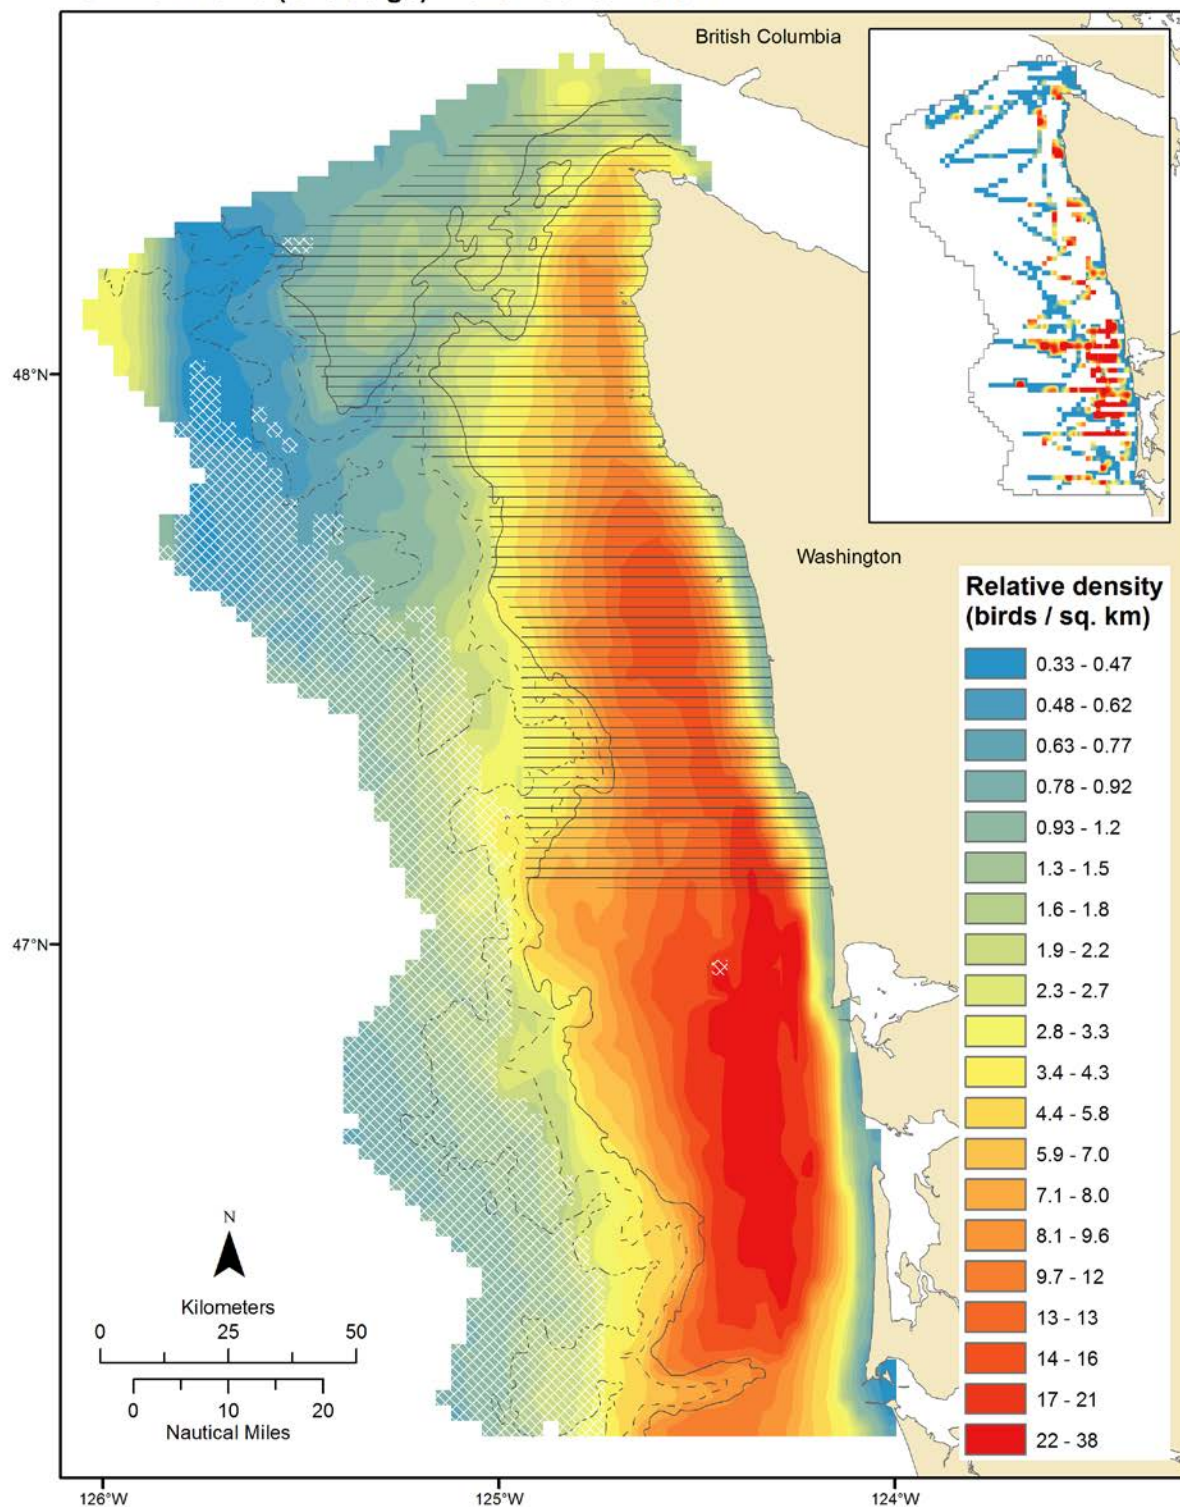 British Columbia
48°N
Washington
Relative density
(birds / sq. km)
0.33 - 0.47
0.48 - 0.62
0.63 - 0.77
0.78 - 0.92
0.93 - 1.2
1.3 - 1.5
1.6 - 1.8
1.9 - 2.2
2.3 - 2.7
2.8 - 3.3
3.4 - 4.3
4.4 - 5.8
5.9 - 7.0
7.1 - 8.0
8.1 - 9.6
9.7 - 12
13 - 13
14 - 16
17 - 21
22 - 38
47°N
N
Kilometers
0 25 50
0 10 20
Nautical Miles
126°W 125°W 124°W